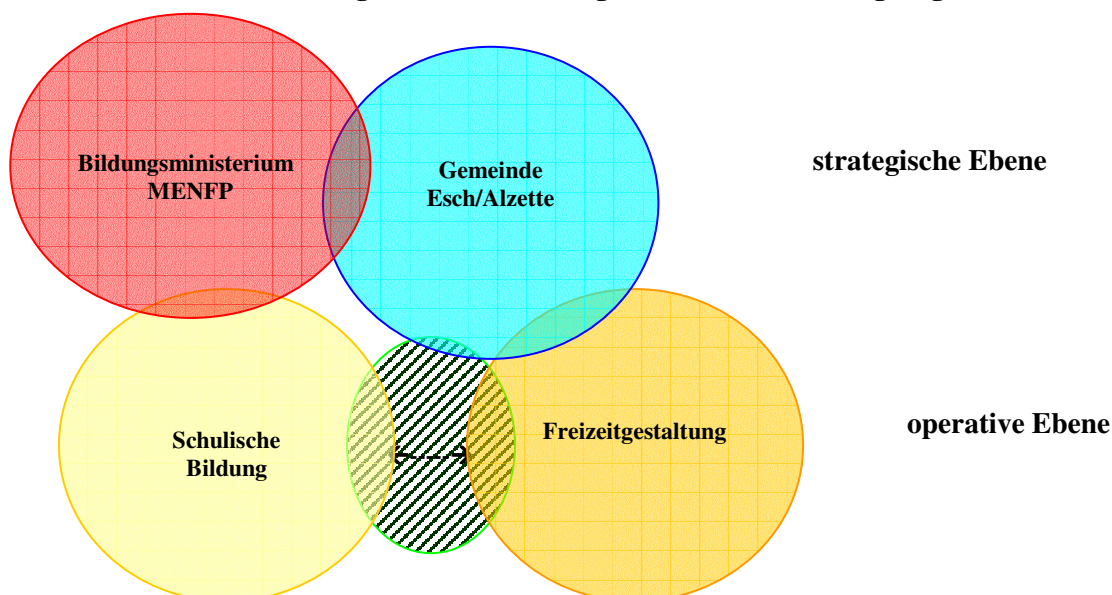 Bildungsministerium
MENFP
Gemeinde
Esch/Alzette
strategische Ebene
Schulische
Bildung
Freizeitgestaltung
operative Ebene